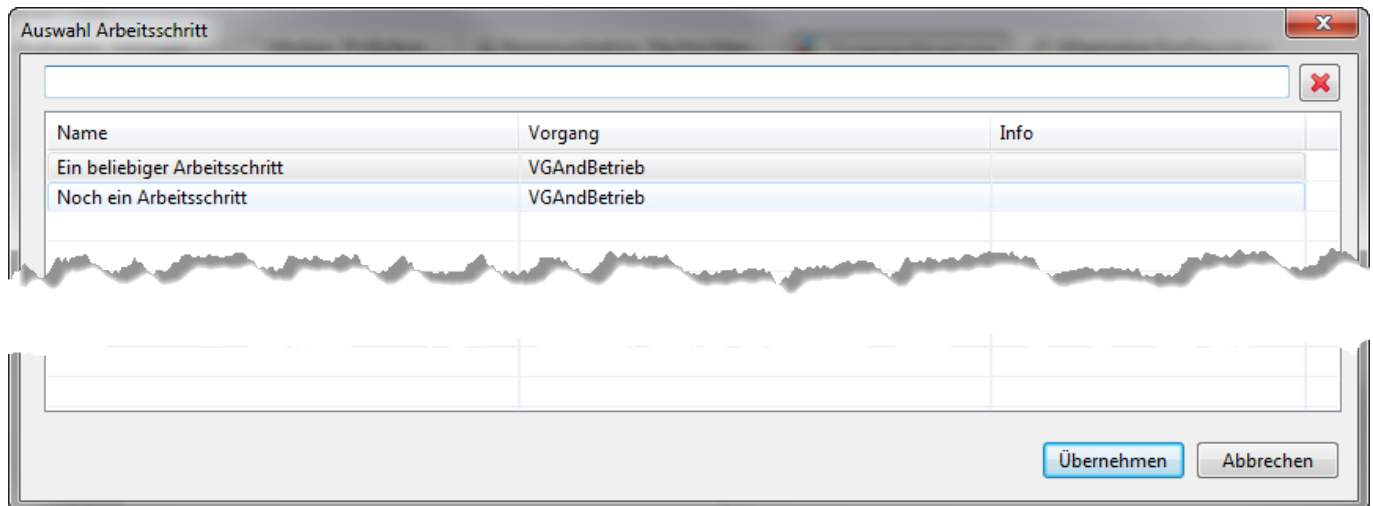 Auswahl Arbeitsschritt
Name Vorgang Info
Ein beliebiger Arbeitsschritt VGAndBetrieb
Noch ein Arbeitsschritt VGAndBetrieb
Übernehmen Abbrechen